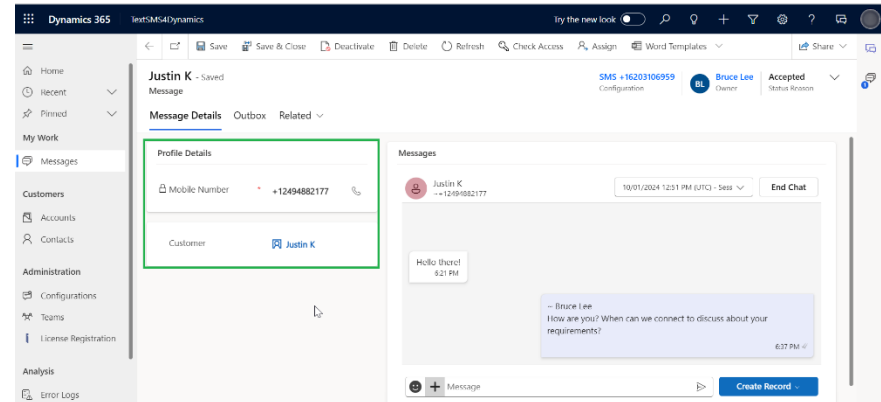 Dynamics 365 TextSMS4Dynamics Try the new look
Save Save & Close Deactivate Delete Refresh Check Access Assign Word Templates Share
Home
Recent
Pinned
My Work
Messages
Customers
Accounts
Contacts
Administration
Configurations
Teams
License Registration
Analysis
Error Logs
Justin K - Saved
Message
SMS +16203106959
Configuration
BL
Bruce Lee
Owner
Accepted
Status Reason
Message Details Outbox Related
Profile Details
Mobile Number * +12494882177
Customer Justin K
Messages
Justin K
~+12494882177
10/01/2024 12:51 PM (UTC) - Sess
End Chat
Hello there!
6:21 PM
~ Bruce Lee
How are you? When can we connect to discuss about your
requirements?
6:37 PM
Message
Create Record